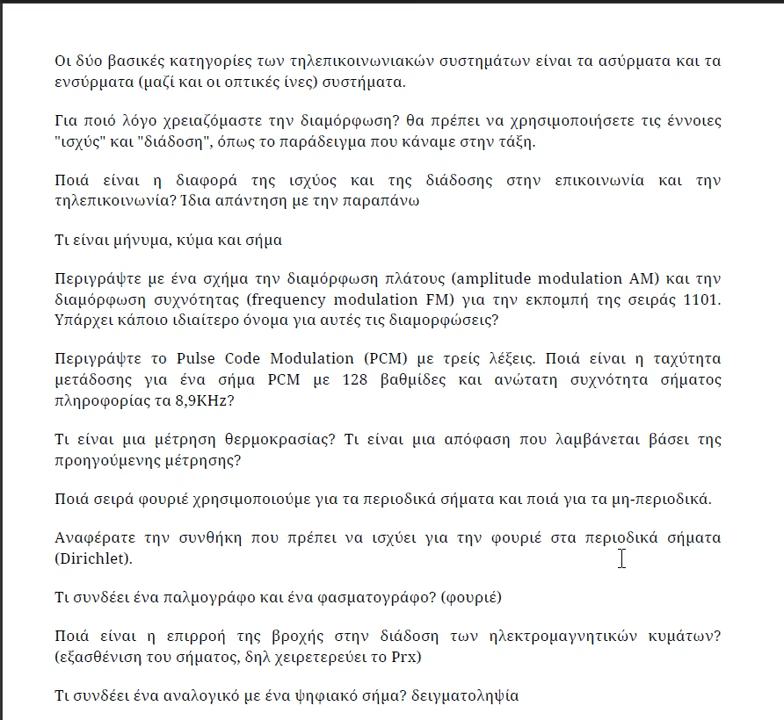 Οι δύο βασικές κατηγορίες των τηλεπικοινωνιακών συστημάτων είναι τα ασύρματα και τα
ενσύρματα (μαζί και οι οπτικές ίνες) συστήματα.
Για ποιό λόγο χρειαζόμαστε την διαμόρφωση? θα πρέπει να χρησιμοποιήσετε τις έννοιες
"ισχύς" και "διάδοση", όπως το παράδειγμα που κάναμε στην τάξη.
Ποιά είναι η διαφορά της ισχύος και της διάδοσης στην επικοινωνία και την
τηλεπικοινωνία? Ίδια απάντηση με την παραπάνω
Τι είναι μήνυμα, κύμα και σήμα
Περιγράψτε με ένα σχήμα την διαμόρφωση πλάτους (amplitude modulation AM) και την
διαμόρφωση συχνότητας (frequency modulation FM) για την εκπομπή της σειράς 1101.
Υπάρχει κάποιο ιδιαίτερο όνομα για αυτές τις διαμορφώσεις?
Περιγράψτε το Pulse Code Modulation (PCM) με τρείς λέξεις. Ποιά είναι η ταχύτητα
μετάδοσης για ένα σήμα PCM με 128 βαθμίδες και ανώτατη συχνότητα σήματος
πληροφορίας τα 8,9KHz?
Τι είναι μια μέτρηση θερμοκρασίας? Τι είναι μια απόφαση που λαμβάνεται βάσει της
προηγούμενης μέτρησης?
Ποιά σειρά φουριέ χρησιμοποιούμε για τα περιοδικά σήματα και ποιά για τα μη-περιοδικά.
Αναφέρατε την συνθήκη που πρέπει να ισχύει για την φουριέ στα περιοδικά σήματα
(Dirichlet).
Τι συνδέει ένα παλμογράφο και ένα φασματογράφο? (φουριέ)
Ποιά είναι η επιρροή της βροχής στην διάδοση των ηλεκτρομαγνητικών κυμάτων?
(εξασθένιση του σήματος, δηλ χειρετερεύει το Prx)
Τι συνδέει ένα αναλογικό με ένα ψηφιακό σήμα? δειγματοληψία